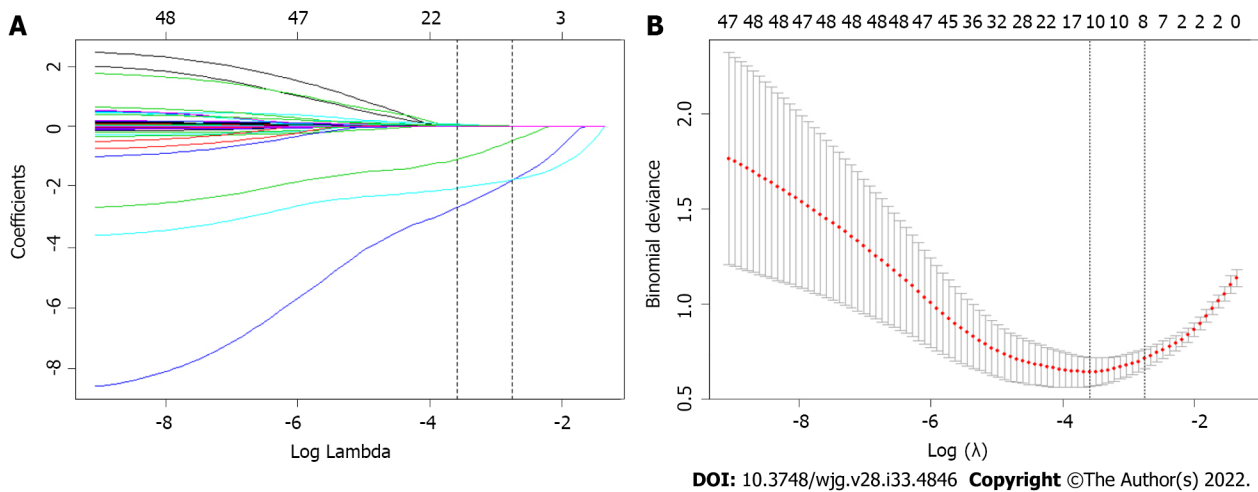 A
48 47 22 3
Coefficients
2
0
-2
-4
-6
-8
-8 -6 -4 -2
Log Lambda
B
47 48 48 47 48 48 48 48 47 45 36 32 28 22 17 10 10 8 7 2 2 2 0
Binomial deviance
2.0
1.5
1.0
0.5
-8 -6 -4 -2
Log (λ)
DOI: 10.3748/wjg.v28.i33.4846 Copyright ©The Author(s) 2022.